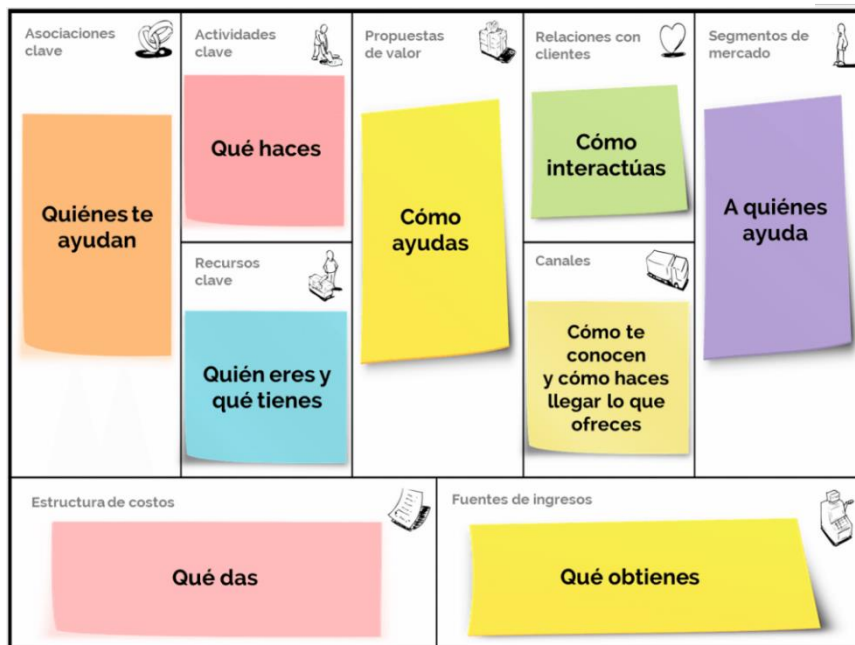 Asociaciones
clave
Quiénes te
ayudan
Actividades
clave
Qué haces
Recursos
clave
Quién eres y
qué tienes
Propuestas
de valor
Cómo
ayudas
Relaciones con
clientes
Cómo
interactúas
Canales
Cómo te
conocen
y cómo haces
llegar lo que
ofreces
Segmentos de
mercado
A quiénes
ayuda
Estructura de costos
Qué das
Fuentes de ingresos
Qué obtienes